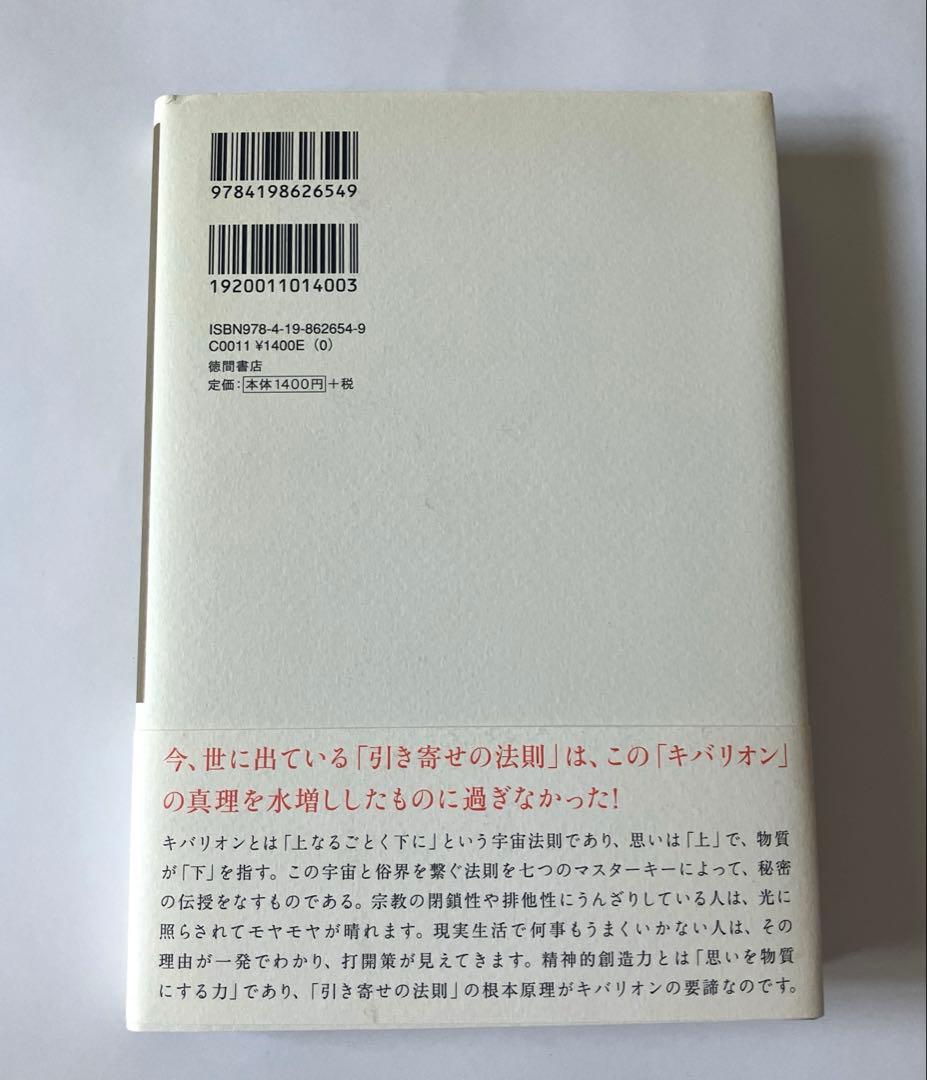 9784198626549
1920011014003
ISBN978-4-19-862654-9
C0011 ¥1400E (0)
徳間書店
定価：本体1400円＋税
今、世に出ている「引き寄せの法則」は、この「キバリオン」
の真理を水増ししたものに過ぎなかった！
キバリオンとは「上なるごとく下に」という宇宙法則であり、思いは「上」で、物質
が「下」を指す。この宇宙と俗界を繋ぐ法則を七つのマスターキーによって、秘密
の伝授をなすものである。宗教の閉鎖性や排他性にうんざりしている人は、光に
照らされてモヤモヤが晴れます。現実生活で何事もうまくいかない人は、その
理由が一発でわかり、打開策が見えてきます。精神的創造力とは「思いを物質
にする力」であり、「引き寄せの法則」の根本原理がキバリオンの要諦なのです。